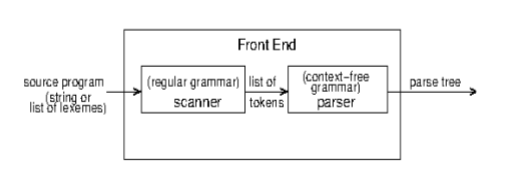 Front End
source program
(string or
list of lexemes)
(regular grammar)
scanner
list of
tokens
(context-free
grammar)
parser
parse tree